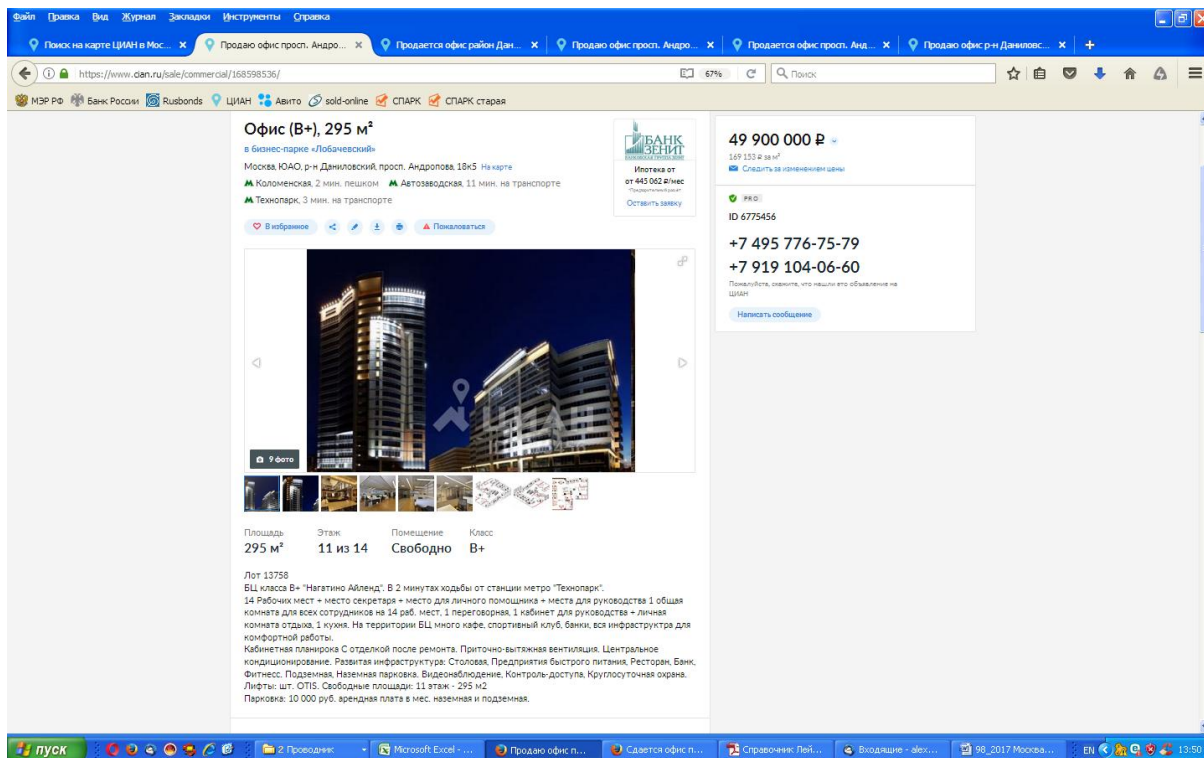 Файл Правка Вид Журнал Закладки Инструменты Справка
Поиск на карте ЦИАН в Мос... Продаю офис просп. Андро... Продается офис район Дан... Продаю офис просп. Андро... Продается офис просп. Анд... Продаю офис р-н Даниловс...
https://www.cian.ru/sale/commercial/168598536/ 67% Поиск
МЭР РФ Банк России Rusbonds ЦИАН Авито sold-online СПАРК СПАРК старая
Офис (B+), 295 м²
в бизнес-парке «Лобачевский»
Москва, ЮАО, р-н Даниловский, просп. Андропова, 18к5 На карте
Коломенская, 2 мин. пешком Автозаводская, 11 мин. на транспорте
Технопарк, 3 мин. на транспорте
В избранное Пожаловаться
БАНК
ЗЕНИТ
БАНКОВСКАЯ ГРУППА ЗЕНИТ
Ипотека от
от 445 062 ₽/мес
*Предварительный расчет
Оставить заявку
49 900 000 ₽
169 153 ₽ за м²
Следить за изменением цены
PRO
ID 6775456
+7 495 776-75-79
+7 919 104-06-60
Пожалуйста, скажите, что нашли это объявление на
ЦИАН
Написать сообщение
ЦИАН
9 фото
Площадь Этаж Помещение Класс
295 м² 11 из 14 Свободно B+
Лот 13758
БЦ класса В+ "Нагатино Айленд". В 2 минутах ходьбы от станции метро "Технопарк".
14 Рабочих мест + место секретаря + место для личного помощника + места для руководства 1 общая
комната для всех сотрудников на 14 раб. мест, 1 переговорная, 1 кабинет для руководства + личная
комната отдыха, 1 кухня. На территории БЦ много кафе, спортивный клуб, банки, вся инфраструктра для
комфортной работы.
Кабинетная планирока С отделкой после ремонта. Приточно-вытяжная вентиляция. Центральное
кондиционирование. Развитая инфраструктура: Столовая, Предприятия быстрого питания, Ресторан, Банк,
Фитнесс. Подземная, Наземная парковка. Видеонаблюдение, Контроль-доступа, Круглосуточная охрана.
Лифты: шт. OTIS. Свободные площади: 11 этаж - 295 м2
Парковка: 10 000 руб. арендная плата в мес. наземная и подземная.
пуск 2 Проводник Microsoft Excel - ... Продаю офис п... Сдается офис п... Справочник Лей... Входящие - alex... 98_2017 Москва... EN 13:50